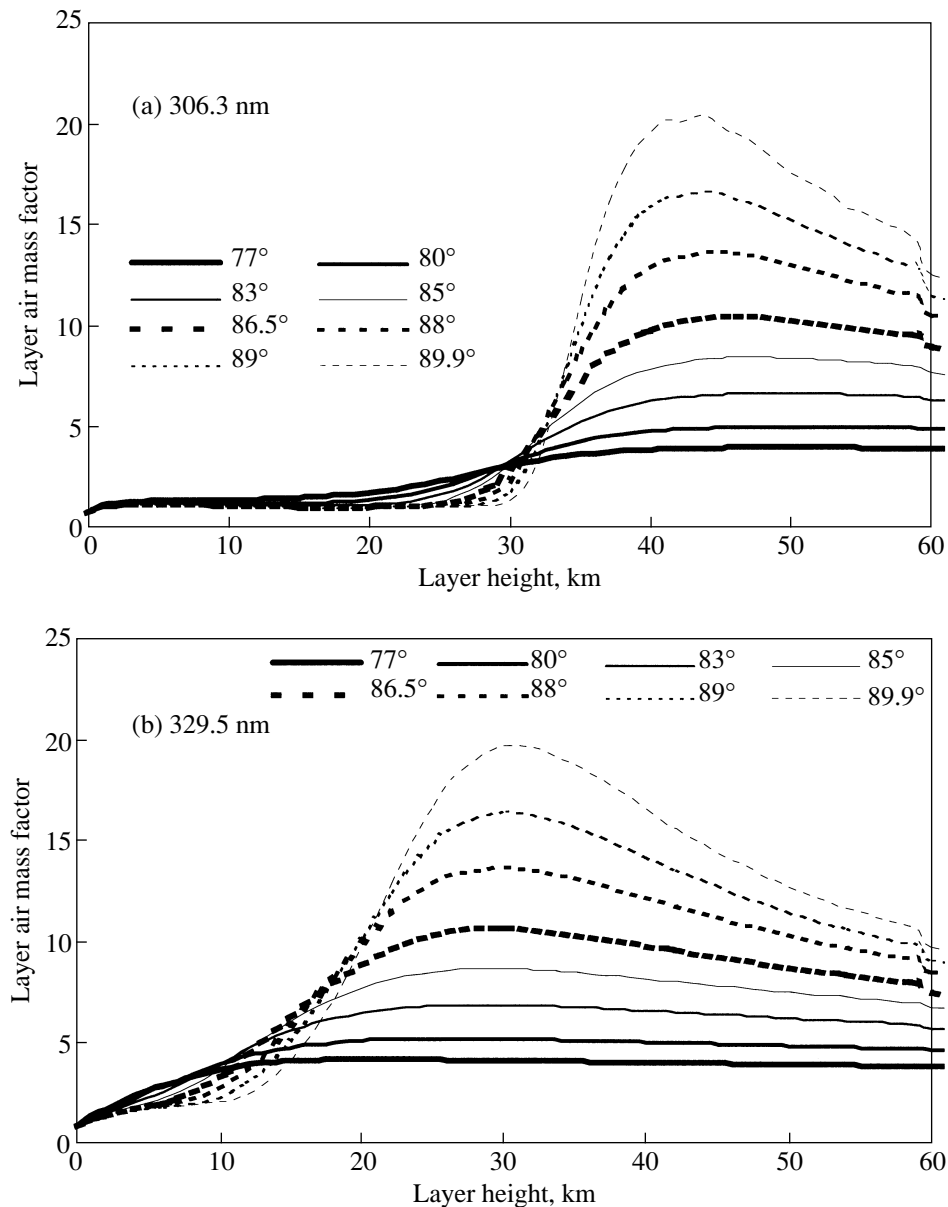 25
20
15
10
5
0
Layer air mass factor
(a) 306.3 nm
77° 80°
83° 85°
86.5° 88°
89° 89.9°
0 10 20 30 40 50 60
Layer height, km
25
20
15
10
5
0
Layer air mass factor
77° 80° 83° 85°
86.5° 88° 89° 89.9°
(b) 329.5 nm
0 10 20 30 40 50 60
Layer height, km